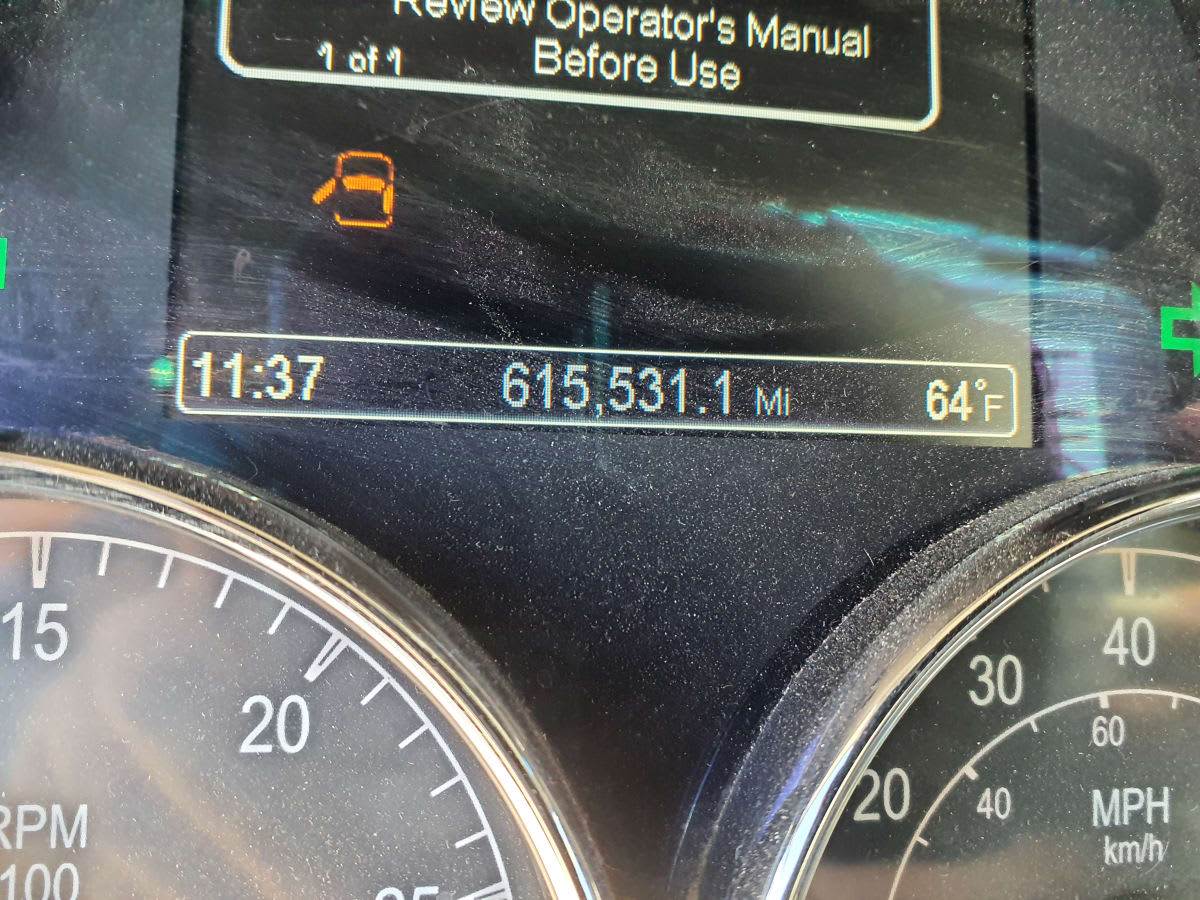 Review Operator's Manual
1 of 1 Before Use
11:37 615,531.1 Mi 64°F
15
20
25
RPM
100
20
30
40
40
60
MPH
km/h